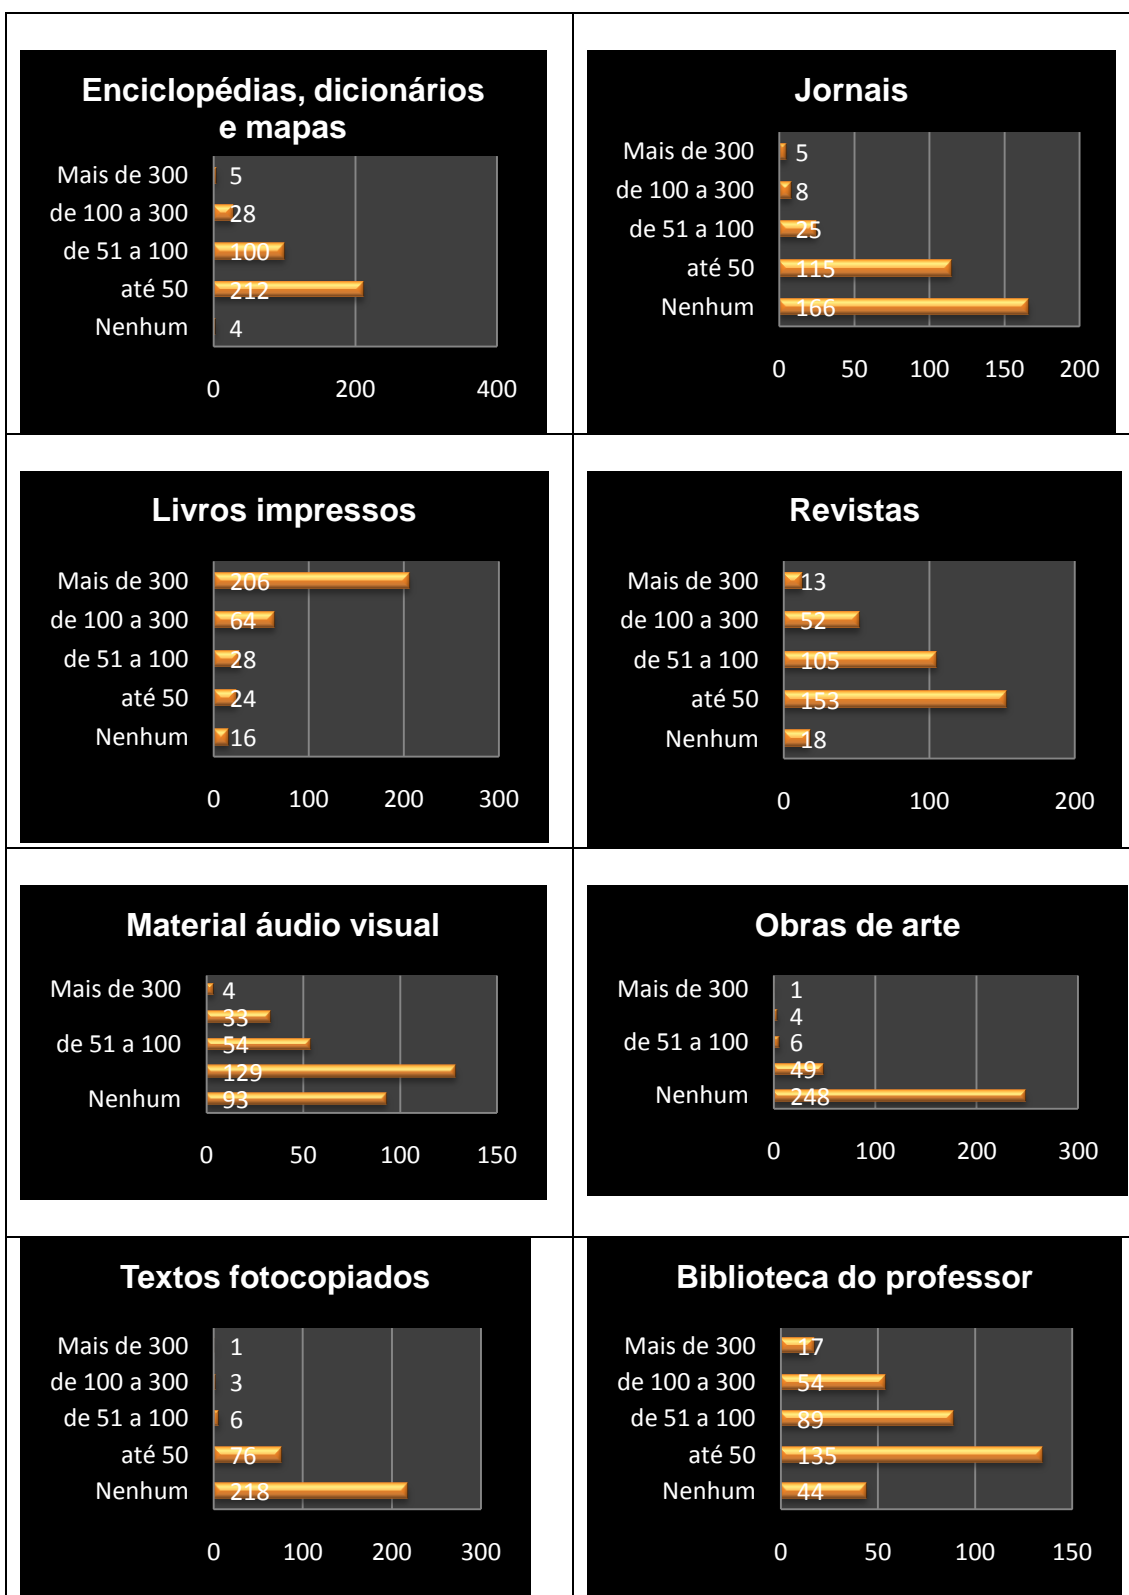 Enciclopédias, dicionários
e mapas
Mais de 300 5
de 100 a 300 28
de 51 a 100 100
até 50 212
Nenhum 4
0 200 400
Jornais
Mais de 300 5
de 100 a 300 8
de 51 a 100 25
até 50 115
Nenhum 166
0 50 100 150 200
Livros impressos
Mais de 300 206
de 100 a 300 64
de 51 a 100 28
até 50 24
Nenhum 16
0 100 200 300
Revistas
Mais de 300 13
de 100 a 300 52
de 51 a 100 105
até 50 153
Nenhum 18
0 100 200
Material áudio visual
Mais de 300 4
33
de 51 a 100 54
129
Nenhum 93
0 50 100 150
Obras de arte
Mais de 300 1
4
de 51 a 100 6
49
Nenhum 248
0 100 200 300
Textos fotocopiados
Mais de 300 1
de 100 a 300 3
de 51 a 100 6
até 50 76
Nenhum 218
0 100 200 300
Biblioteca do professor
Mais de 300 17
de 100 a 300 54
de 51 a 100 89
até 50 135
Nenhum 44
0 50 100 150